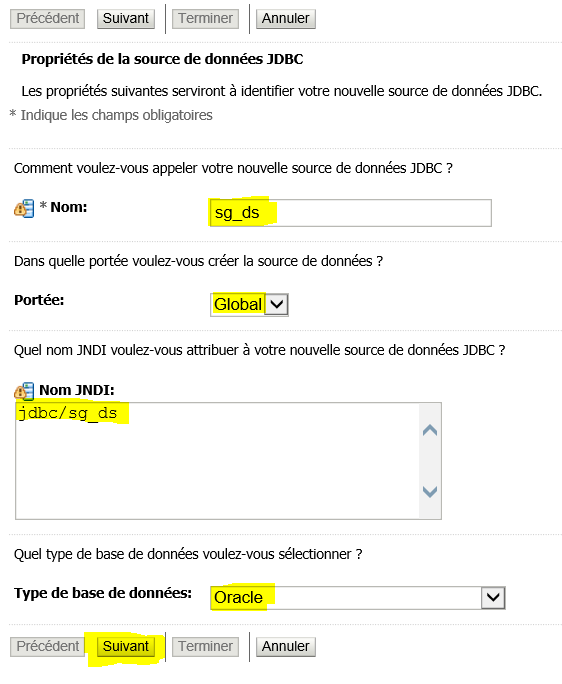 Précédent Suivant Terminer Annuler
Propriétés de la source de données JDBC
Les propriétés suivantes serviront à identifier votre nouvelle source de données JDBC.
* Indique les champs obligatoires
Comment voulez-vous appeler votre nouvelle source de données JDBC ?
* Nom: sg_ds
Dans quelle portée voulez-vous créer la source de données ?
Portée: Global
Quel nom JNDI voulez-vous attribuer à votre nouvelle source de données JDBC ?
Nom JNDI:
jdbc/sg_ds
Quel type de base de données voulez-vous sélectionner ?
Type de base de données: Oracle
Précédent Suivant Terminer Annuler